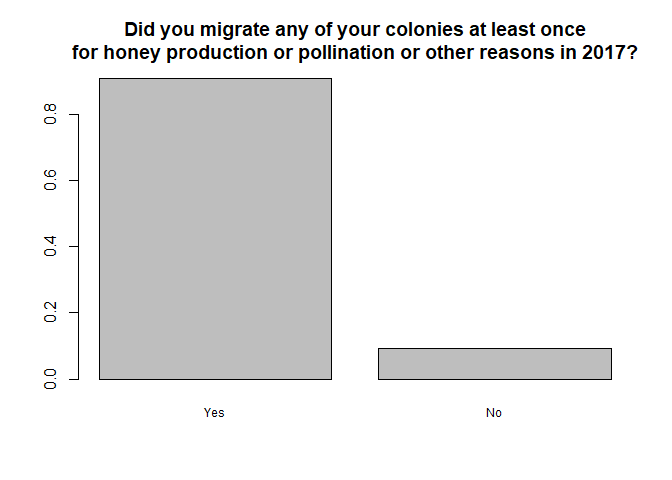 Did you migrate any of your colonies at least once
for honey production or pollination or other reasons in 2017?
0.8
0.6
0.4
0.2
0.0
Yes
No